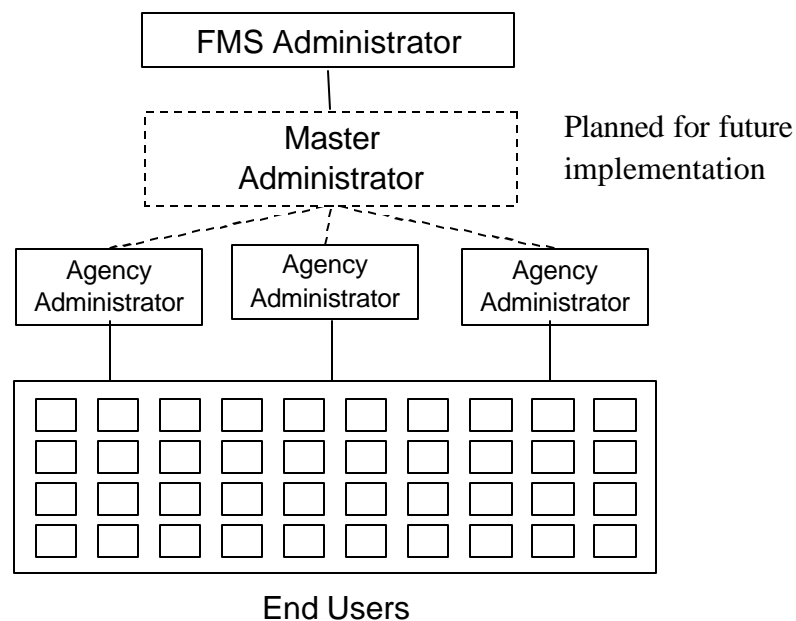 FMS Administrator
Master
Administrator
Planned for future
implementation
Agency
Administrator
Agency
Administrator
Agency
Administrator
End Users